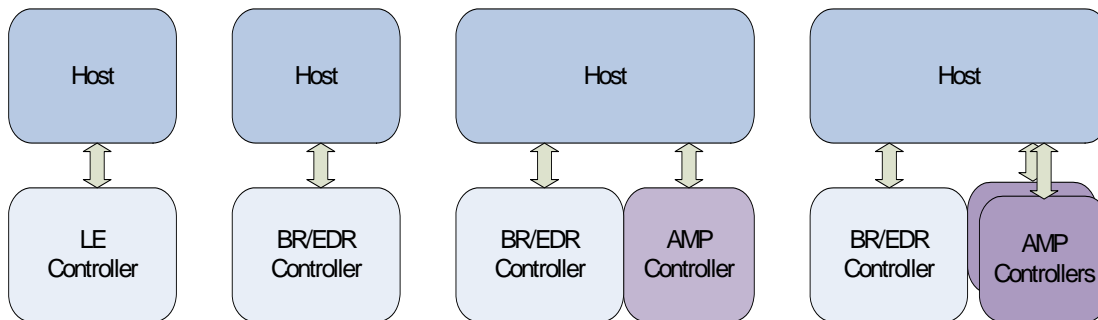 Host
Host
Host
Host
LE
Controller
BR/EDR
Controller
BR/EDR
Controller
AMP
Controller
BR/EDR
Controller
AMP
Controllers